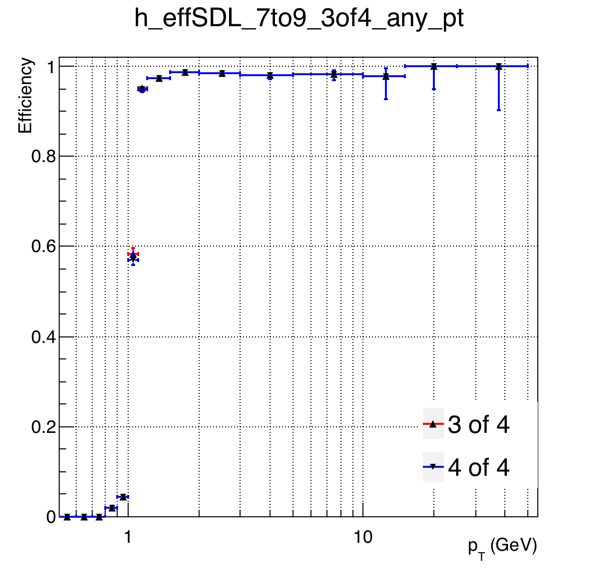 h_effSDL_7to9_3of4_any_pt
Efficiency
1
0.8
0.6
0.4
0.2
0
3 of 4
4 of 4
1
10
p_T (GeV)